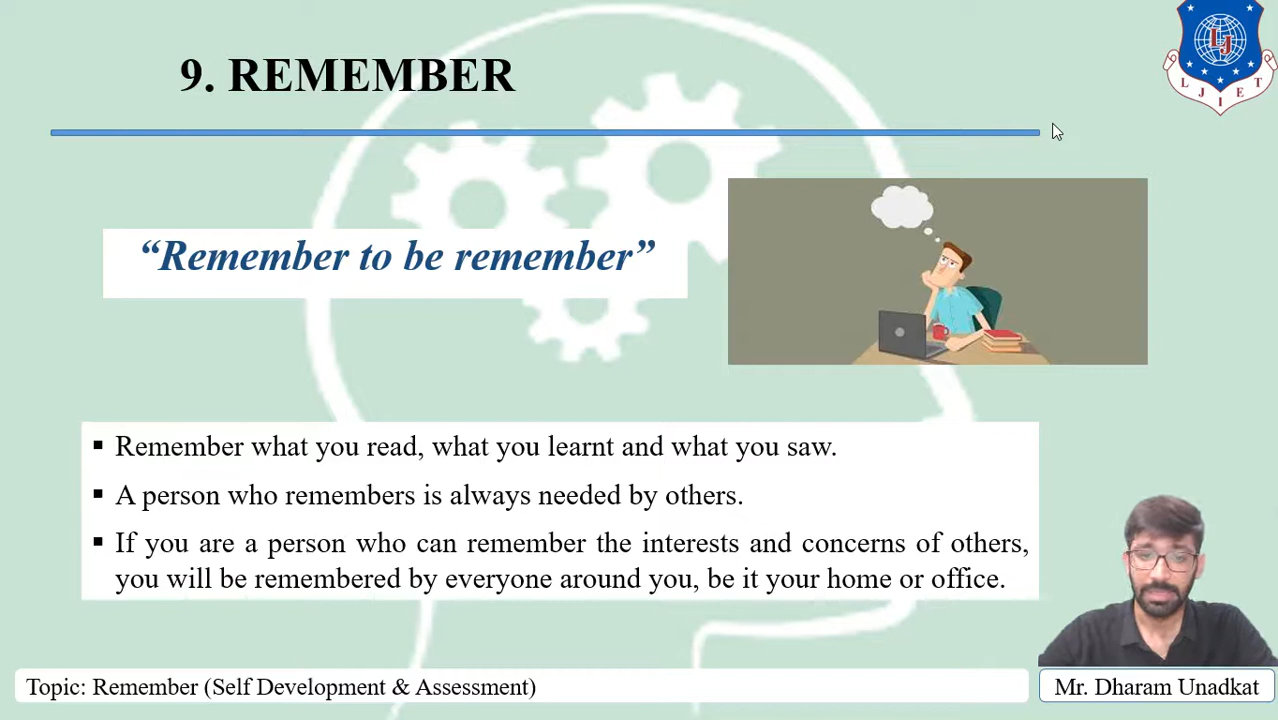 9. REMEMBER
LJ
L J I E T
“Remember to be remember”
▪ Remember what you read, what you learnt and what you saw.
▪ A person who remembers is always needed by others.
▪ If you are a person who can remember the interests and concerns of others,
you will be remembered by everyone around you, be it your home or office.
Topic: Remember (Self Development & Assessment)
Mr. Dharam Unadkat